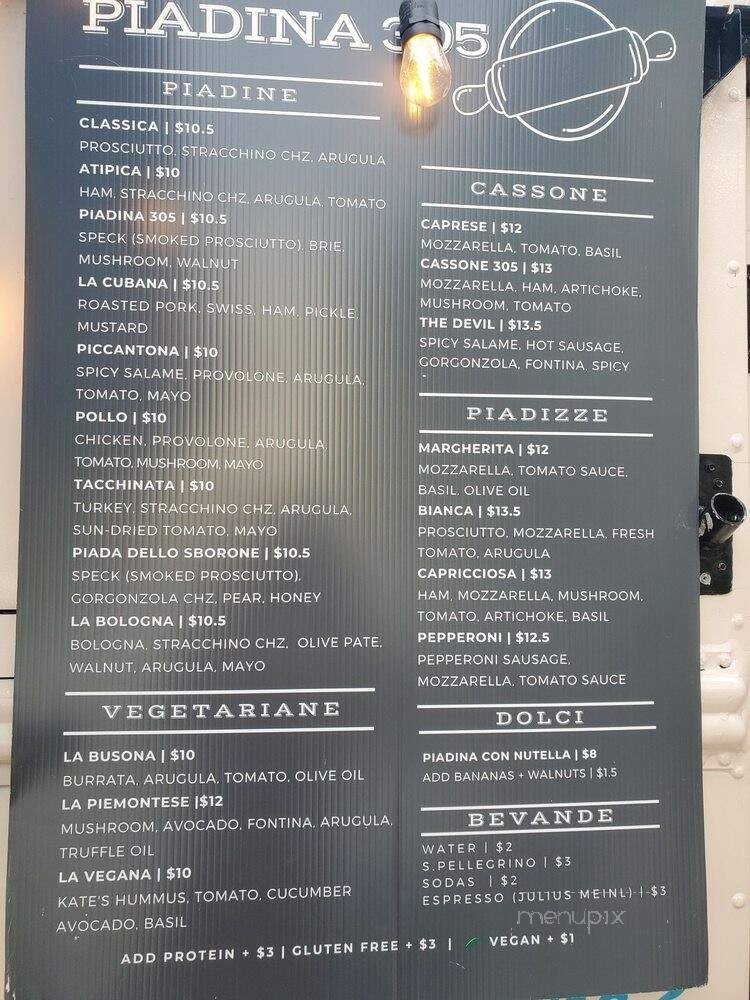 PIADINA 305
PIADINE
CLASSICA | $10.5
PROSCIUTTO, STRACCHINO CHZ, ARUGULA
ATIPICA | $10
HAM, STRACCHINO CHZ, ARUGULA, TOMATO
PIADINA 305 | $10.5
SPECK (SMOKED PROSCIUTTO), BRIE,
MUSHROOM, WALNUT
LA CUBANA | $10.5
ROASTED PORK, SWISS, HAM, PICKLE,
MUSTARD
PICCANTONA | $10
SPICY SALAME, PROVOLONE, ARUGULA,
TOMATO, MAYO
POLLO | $10
CHICKEN, PROVOLONE, ARUGULA,
TOMATO, MUSHROOM, MAYO
TACCHINATA | $10
TURKEY, STRACCHINO CHZ, ARUGULA,
SUN-DRIED TOMATO, MAYO
PIADA DELLO SBORONE | $10.5
SPECK (SMOKED PROSCIUTTO),
GORGONZOLA CHZ, PEAR, HONEY
LA BOLOGNA | $10.5
BOLOGNA, STRACCHINO CHZ, OLIVE PATE,
WALNUT, ARUGULA, MAYO
VEGETARIANE
LA BUSONA | $10
BURRATA, ARUGULA, TOMATO, OLIVE OIL
LA PIEMONTESE |$12
MUSHROOM, AVOCADO, FONTINA, ARUGULA,
TRUFFLE OIL
LA VEGANA | $10
KATE'S HUMMUS, TOMATO, CUCUMBER
AVOCADO, BASIL
CASSONE
CAPRESE | $12
MOZZARELLA, TOMATO, BASIL
CASSONE 305 | $13
MOZZARELLA, HAM, ARTICHOKE,
MUSHROOM, TOMATO
THE DEVIL | $13.5
SPICY SALAME, HOT SAUSAGE,
GORGONZOLA, FONTINA, SPICY
PIADIZZE
MARGHERITA | $12
MOZZARELLA, TOMATO SAUCE,
BASIL, OLIVE OIL
BIANCA | $13.5
PROSCIUTTO, MOZZARELLA, FRESH
TOMATO, ARUGULA
CAPRICCIOSA | $13
HAM, MOZZARELLA, MUSHROOM,
TOMATO, ARTICHOKE, BASIL
PEPPERONI | $12.5
PEPPERONI SAUSAGE,
MOZZARELLA, TOMATO SAUCE
DOLCI
PIADINA CON NUTELLA | $8
ADD BANANAS + WALNUTS | $1.5
BEVANDE
WATER | $2
S.PELLEGRINO | $3
SODAS | $2
ESPRESSO (JULIUS MEINL) | $3
menupix
ADD PROTEIN + $3 | GLUTEN FREE + $3 | VEGAN + $1